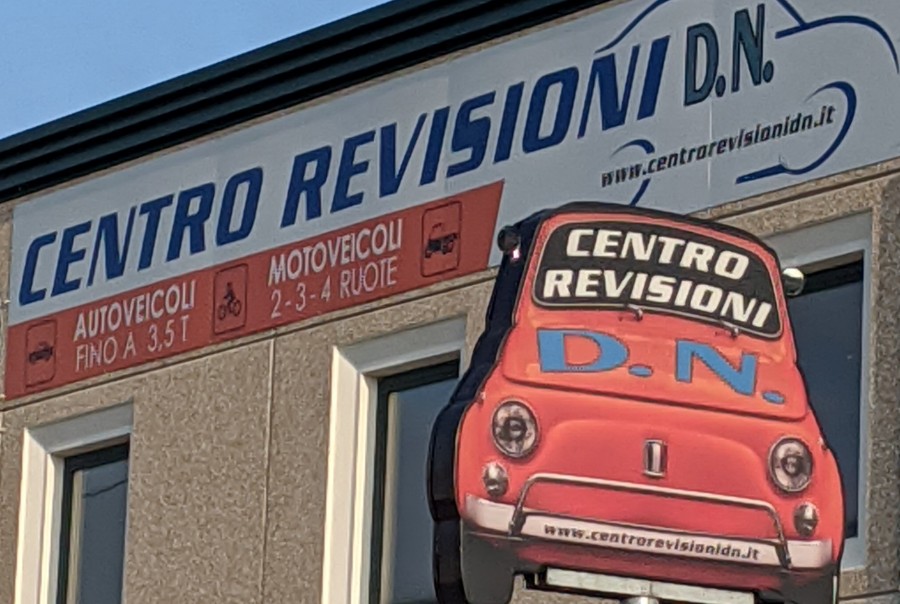 CENTRO REVISIONI D.N.
www.centrorevisionidn.it
AUTOVEICOLI
FINO A 3,5 T
MOTOVEICOLI
2-3-4 RUOTE
CENTRO
REVISIONI
D.N.
www.centrorevisionidn.it